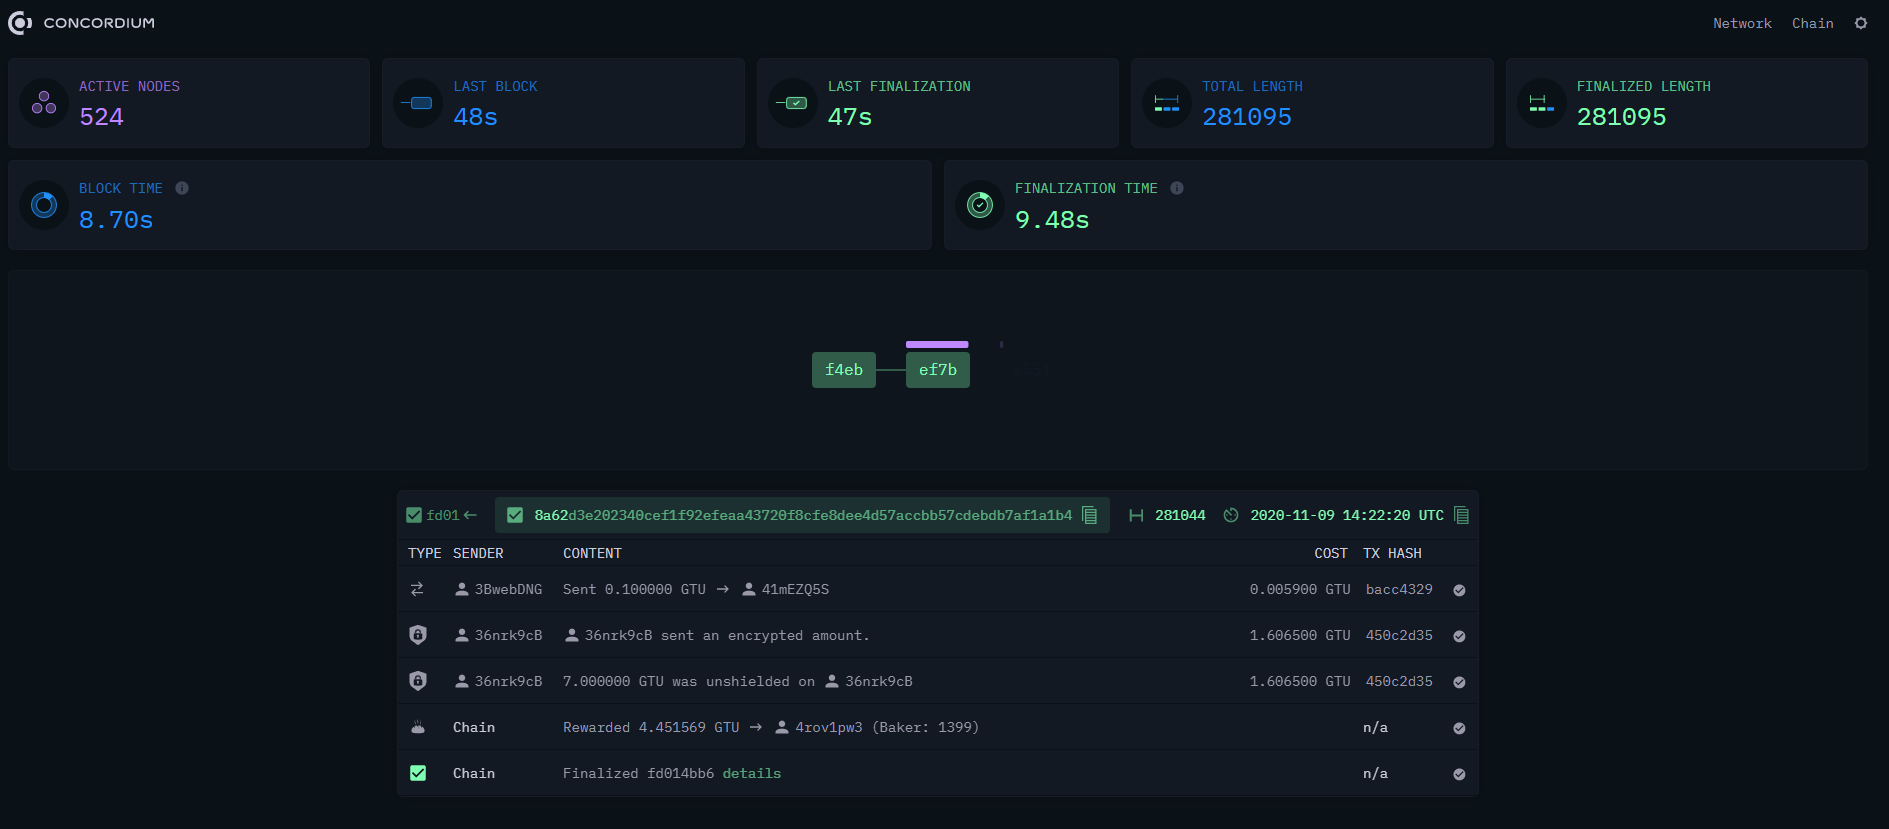 CONCORDIUM
Network Chain
ACTIVE NODES
524
LAST BLOCK
48s
LAST FINALIZATION
47s
TOTAL LENGTH
281095
FINALIZED LENGTH
281095
BLOCK TIME
8.70s
FINALIZATION TIME
9.48s
f4eb ef7b
fd01 8a62d3e202340cef1f92efeaa43720f8cfe8dee4d57accbb57cdebdb7af1a1b4 281044 2020-11-09 14:22:20 UTC
TYPE SENDER CONTENT COST TX HASH
3BwebDNG Sent 0.100000 GTU → 41mEZQ5S 0.005900 GTU bacc4329
36nrk9cB 36nrk9cB sent an encrypted amount. 1.606500 GTU 450c2d35
36nrk9cB 7.000000 GTU was unshielded on 36nrk9cB 1.606500 GTU 450c2d35
Chain Rewarded 4.451569 GTU → 4rov1pw3 (Baker: 1399) n/a
Chain Finalized fd014bb6 details n/a